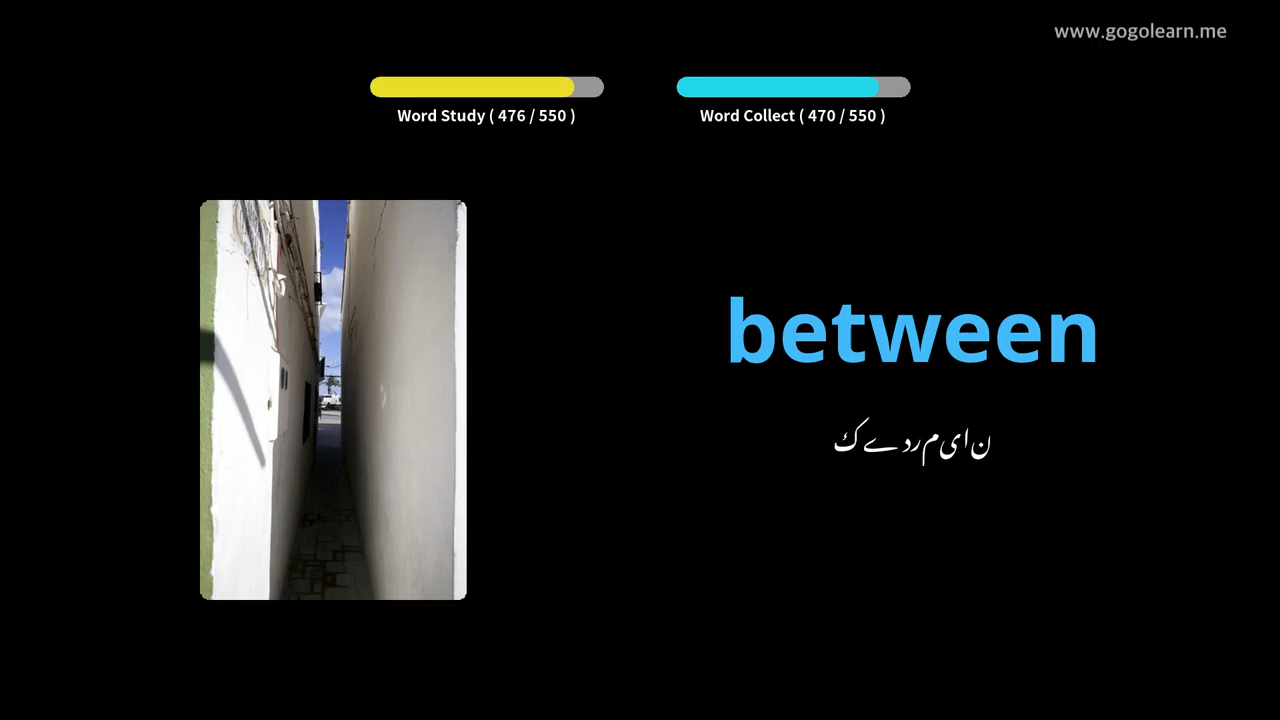 www.gogolearn.me
Word Study ( 476 / 550 )
Word Collect ( 470 / 550 )
between
کے درمیان